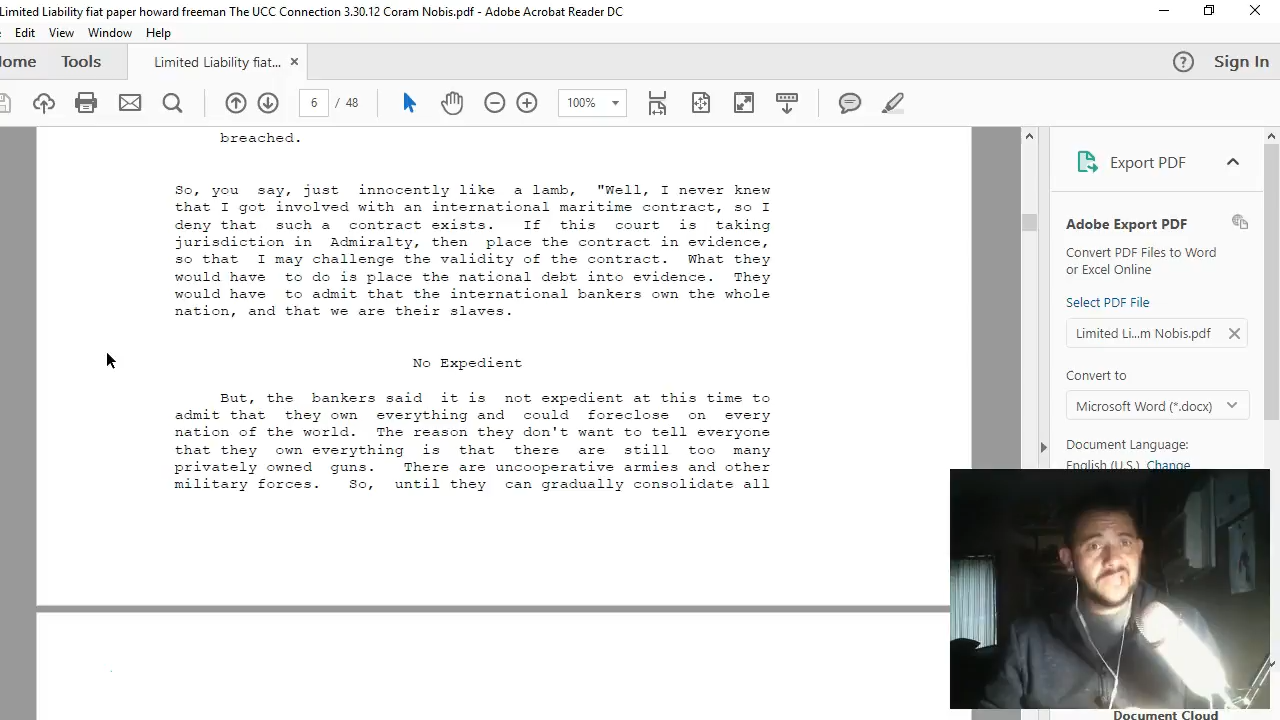 Limited Liability fiat paper howard freeman The UCC Connection 3.30.12 Coram Nobis.pdf - Adobe Acrobat Reader DC
Edit View Window Help
ome Tools Limited Liability fiat... × Sign In
6 / 48 100%
breached.
So, you say, just innocently like a lamb, "Well, I never knew
that I got involved with an international maritime contract, so I
deny that such a contract exists. If this court is taking
jurisdiction in Admiralty, then place the contract in evidence,
so that I may challenge the validity of the contract. What they
would have to do is place the national debt into evidence. They
would have to admit that the international bankers own the whole
nation, and that we are their slaves.
No Expedient
But, the bankers said it is not expedient at this time to
admit that they own everything and could foreclose on every
nation of the world. The reason they don't want to tell everyone
that they own everything is that there are still too many
privately owned guns. There are uncooperative armies and other
military forces. So, until they can gradually consolidate all
Export PDF
Adobe Export PDF
Convert PDF Files to Word
or Excel Online
Select PDF File
Limited Li...m Nobis.pdf
Convert to
Microsoft Word (*.docx)
Document Language:
English (U.S.) Change
Document Cloud